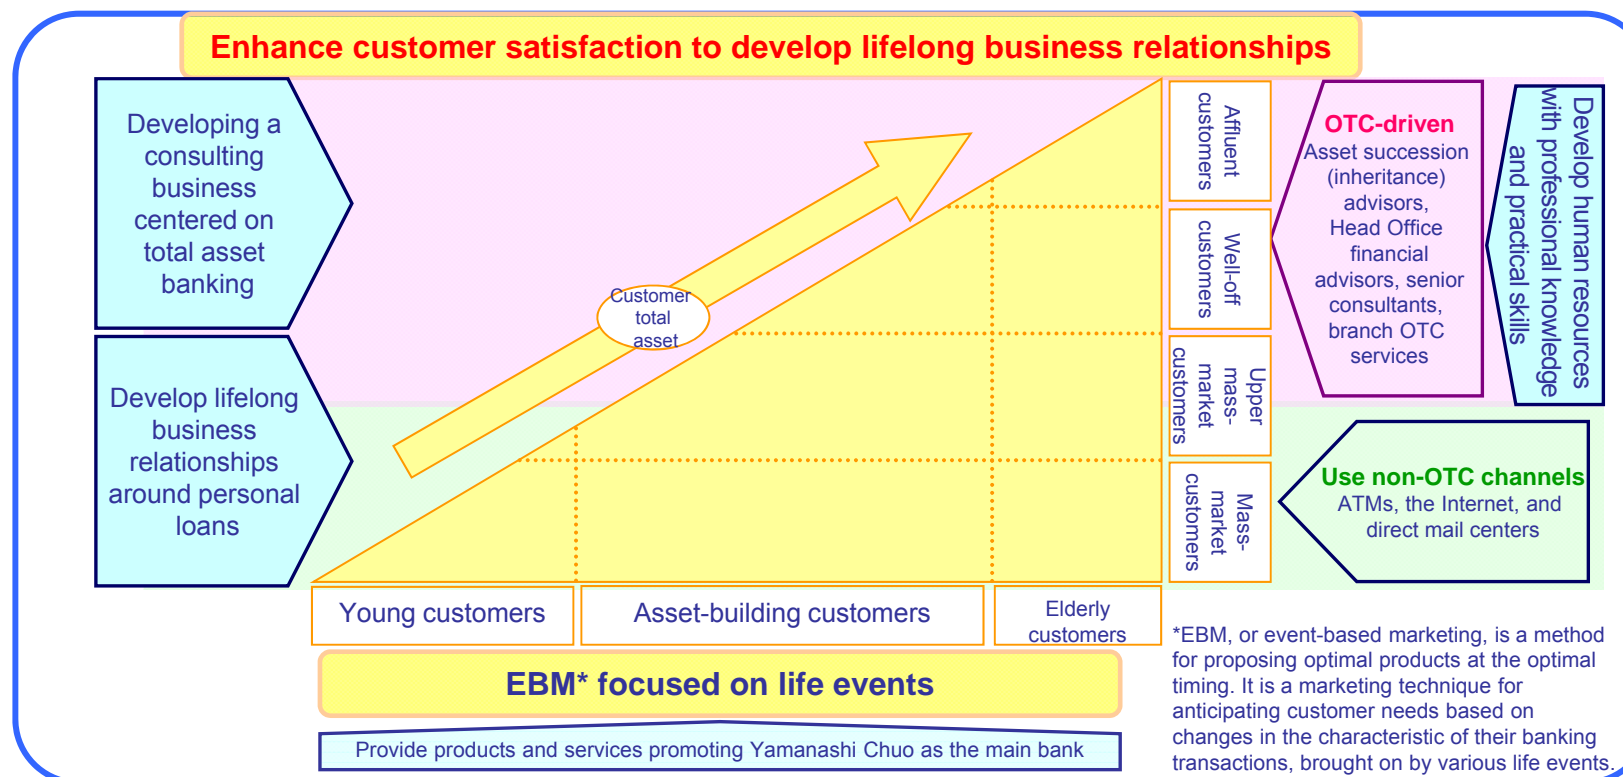 Enhance customer satisfaction to develop lifelong business relationships
Developing a
consulting
business
centered on
total asset
banking
Develop lifelong
business
relationships
around personal
loans
Customer
total
asset
Affluent
customers
Well-off
customers
Upper
mass-
market
customers
Mass-
market
customers
OTC-driven
Asset succession
(inheritance)
advisors,
Head Office
financial
advisors, senior
consultants,
branch OTC
services
Develop human resources
with professional knowledge
and practical skills
Use non-OTC channels
ATMs, the Internet, and
direct mail centers
Young customers
Asset-building customers
Elderly
customers
EBM* focused on life events
Provide products and services promoting Yamanashi Chuo as the main bank
*EBM, or event-based marketing, is a method
for proposing optimal products at the optimal
timing. It is a marketing technique for
anticipating customer needs based on
changes in the characteristic of their banking
transactions, brought on by various life events.